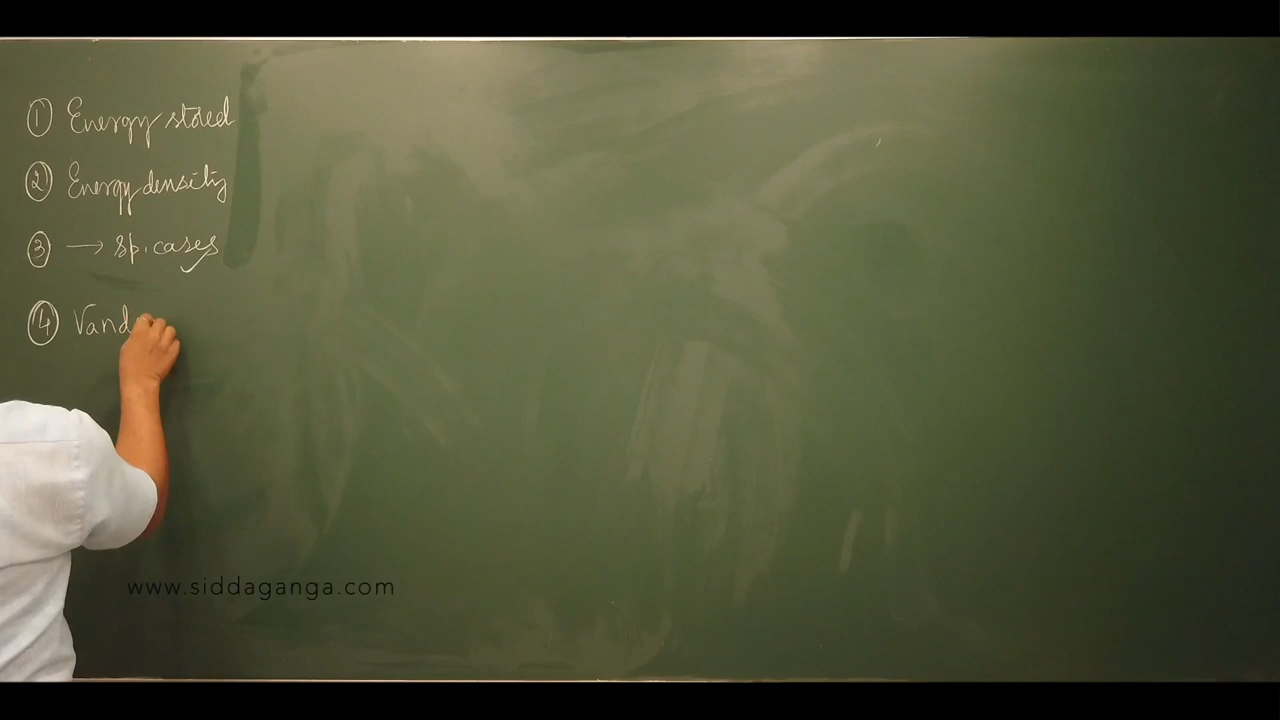 ① Energy stored
② Energy density
③ → sp. cases
④ Vand
www.siddaganga.com